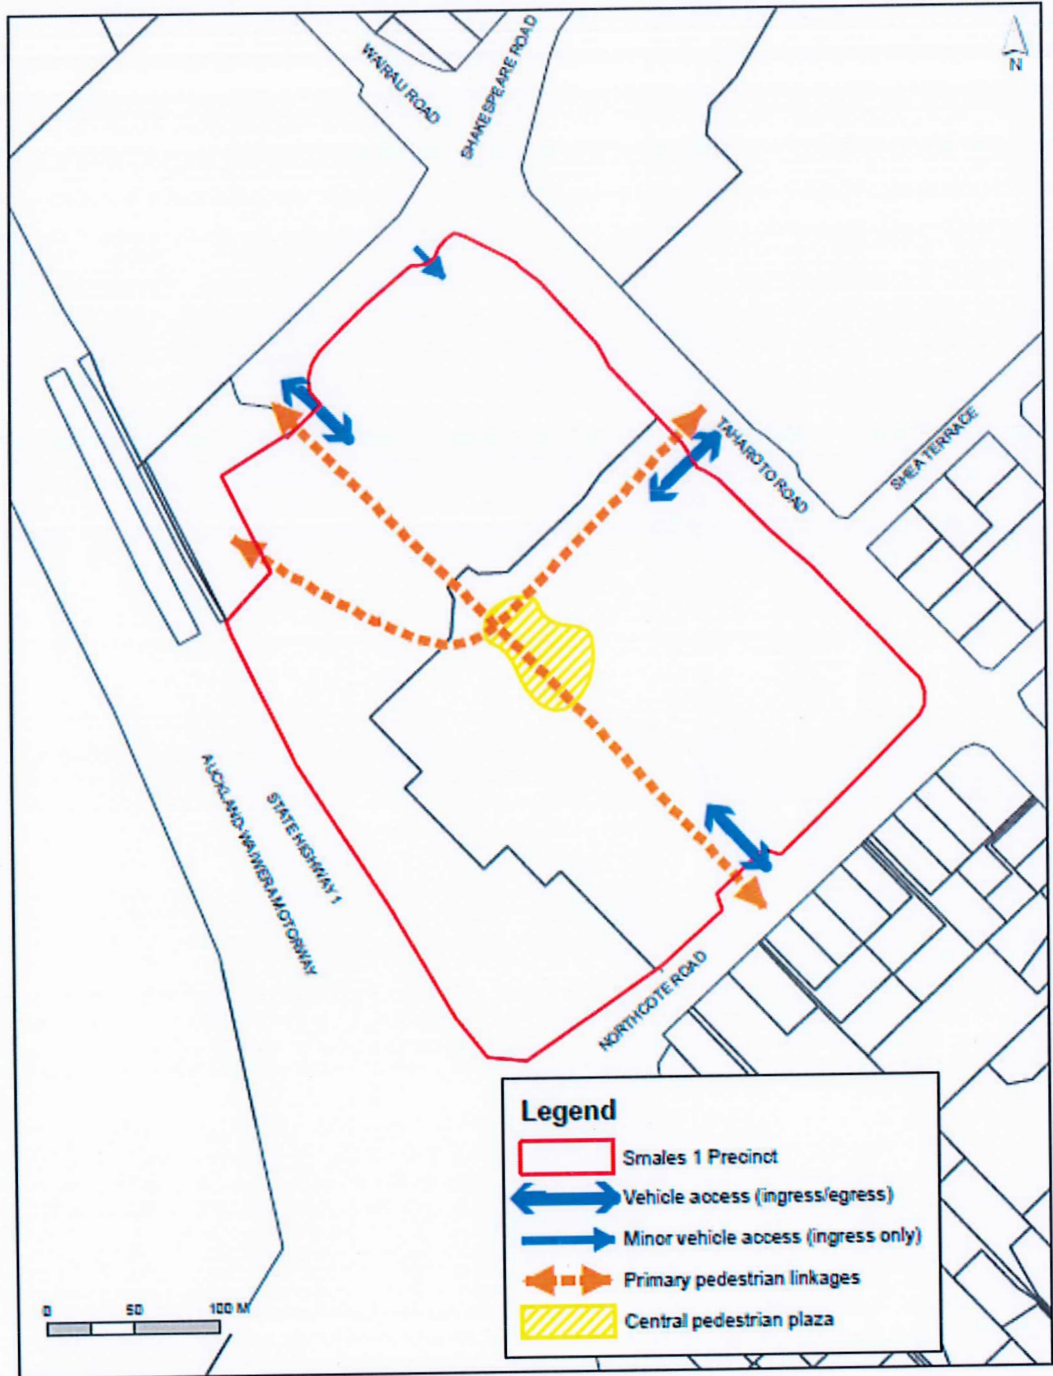 WAIRAU ROAD
SHAKESPEARE ROAD
N
TAHAROTO ROAD
SHEA TERRACE
AUCKLAND-WAIWERA MOTORWAY
STATE HIGHWAY 1
NORTHCOTE ROAD
Legend
Smales 1 Precinct
Vehicle access (ingress/egress)
Minor vehicle access (ingress only)
Primary pedestrian linkages
Central pedestrian plaza
0 50 100 M